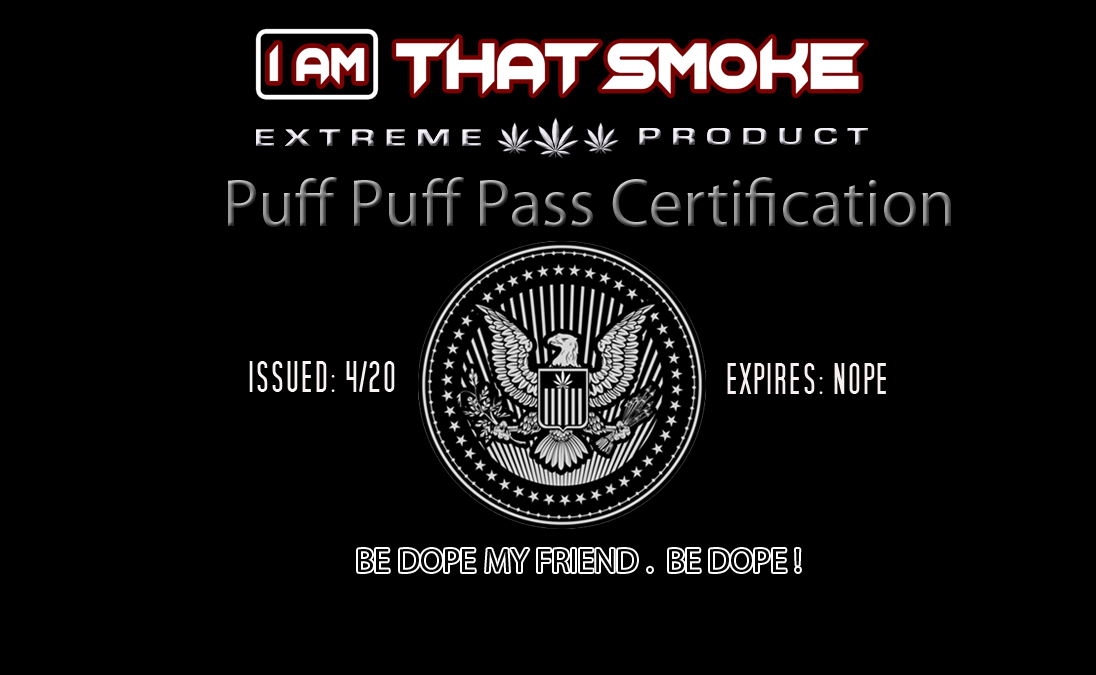 I AM THAT SMOKE
EXTREME PRODUCT
Puff Puff Pass Certification
ISSUED: 4/20
EXPIRES: NOPE
BE DOPE MY FRIEND . BE DOPE !